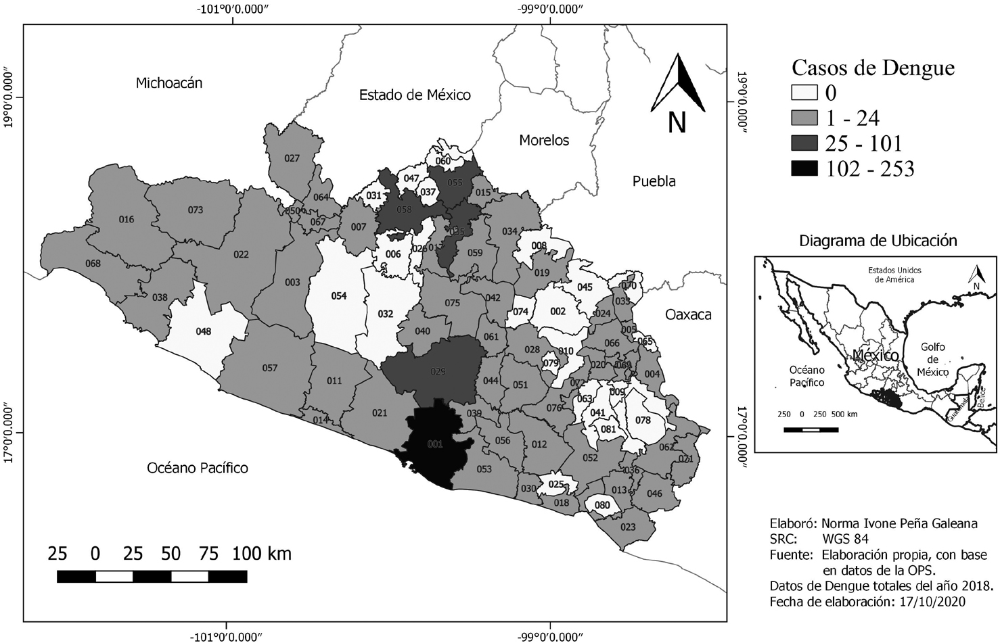 -101°0'0.000" -99°0'0.000"
19°0'0.000" 19°0'0.000"
17°0'0.000" 17°0'0.000"
-101°0'0.000" -99°0'0.000"
Michoacán
Estado de México
Morelos
Puebla
Oaxaca
Océano Pacífico
N
027
060
047
055
031
037
015
064
016
073
050
067
007
058
035
034
022
068
003
006
026
017
059
008
019
038
054
032
075
042
045
070
033
074
002
024
048
040
061
005
066
065
028
010
079
057
011
029
044
051
020
069
004
072
063
009
014
021
039
076
041
078
081
001
056
012
062
071
052
053
036
030
025
013
046
018
080
023
25 0 25 50 75 100 km
Casos de Dengue
0
1 - 24
25 - 101
102 - 253
Diagrama de Ubicación
Estados Unidos
de América
N
México
Golfo
de
México
Océano
Pacífico
Guatemala
Belice
250 0 250 500 km
Elaboró: Norma Ivone Peña Galeana
SRC: WGS 84
Fuente: Elaboración propia, con base
en datos de la OPS.
Datos de Dengue totales del año 2018.
Fecha de elaboración: 17/10/2020